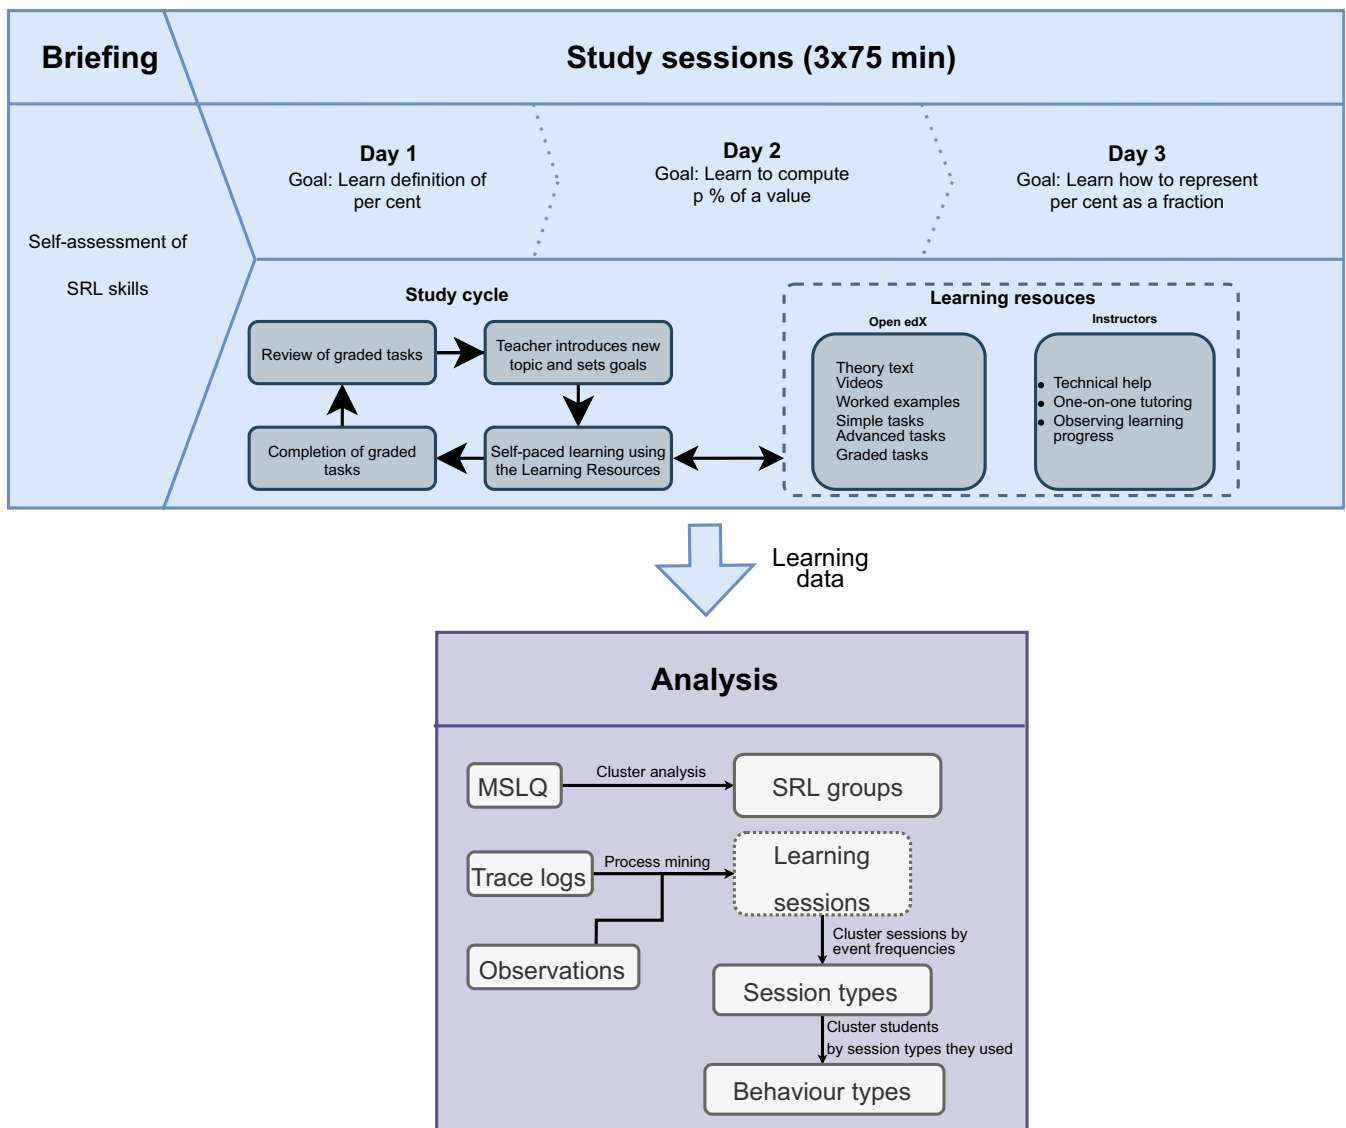 Briefing
Study sessions (3x75 min)
Self-assessment of
SRL skills
Day 1
Goal: Learn definition of
per cent
Day 2
Goal: Learn to compute
p % of a value
Day 3
Goal: Learn how to represent
per cent as a fraction
Study cycle
Review of graded tasks
Teacher introduces new
topic and sets goals
Completion of graded
tasks
Self-paced learning using
the Learning Resources
Learning resouces
Open edX
Theory text
Videos
Worked examples
Simple tasks
Advanced tasks
Graded tasks
Instructors
Technical help
One-on-one tutoring
Observing learning
progress
Learning
data
Analysis
MSLQ
Cluster analysis
SRL groups
Trace logs
Process mining
Learning
sessions
Observations
Cluster sessions by
event frequencies
Session types
Cluster students
by session types they used
Behaviour types